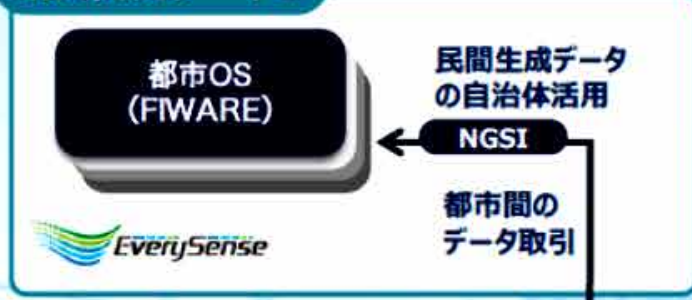 都市OS
(FIWARE)
民間生成データ
の自治体活用
NGSI
都市間の
データ取引
EverySense